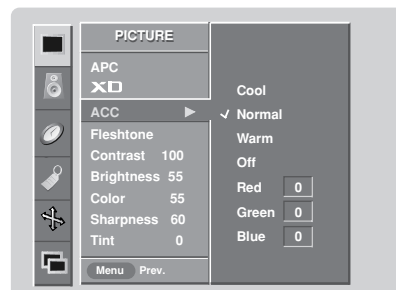 PICTURE
APC
XD
ACC
Fleshtone
Contrast 100
Brightness 55
Color 55
Sharpness 60
Tint 0
Menu Prev.
Cool
Normal
Warm
Off
Red 0
Green 0
Blue 0